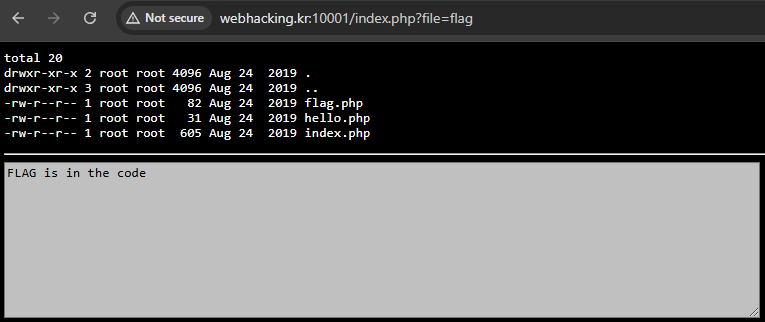 Not secure webhacking.kr:10001/index.php?file=flag
total 20
drwxr-xr-x 2 root root 4096 Aug 24  2019 .
drwxr-xr-x 3 root root 4096 Aug 24  2019 ..
-rw-r--r-- 1 root root   82 Aug 24  2019 flag.php
-rw-r--r-- 1 root root   31 Aug 24  2019 hello.php
-rw-r--r-- 1 root root  605 Aug 24  2019 index.php
FLAG is in the code